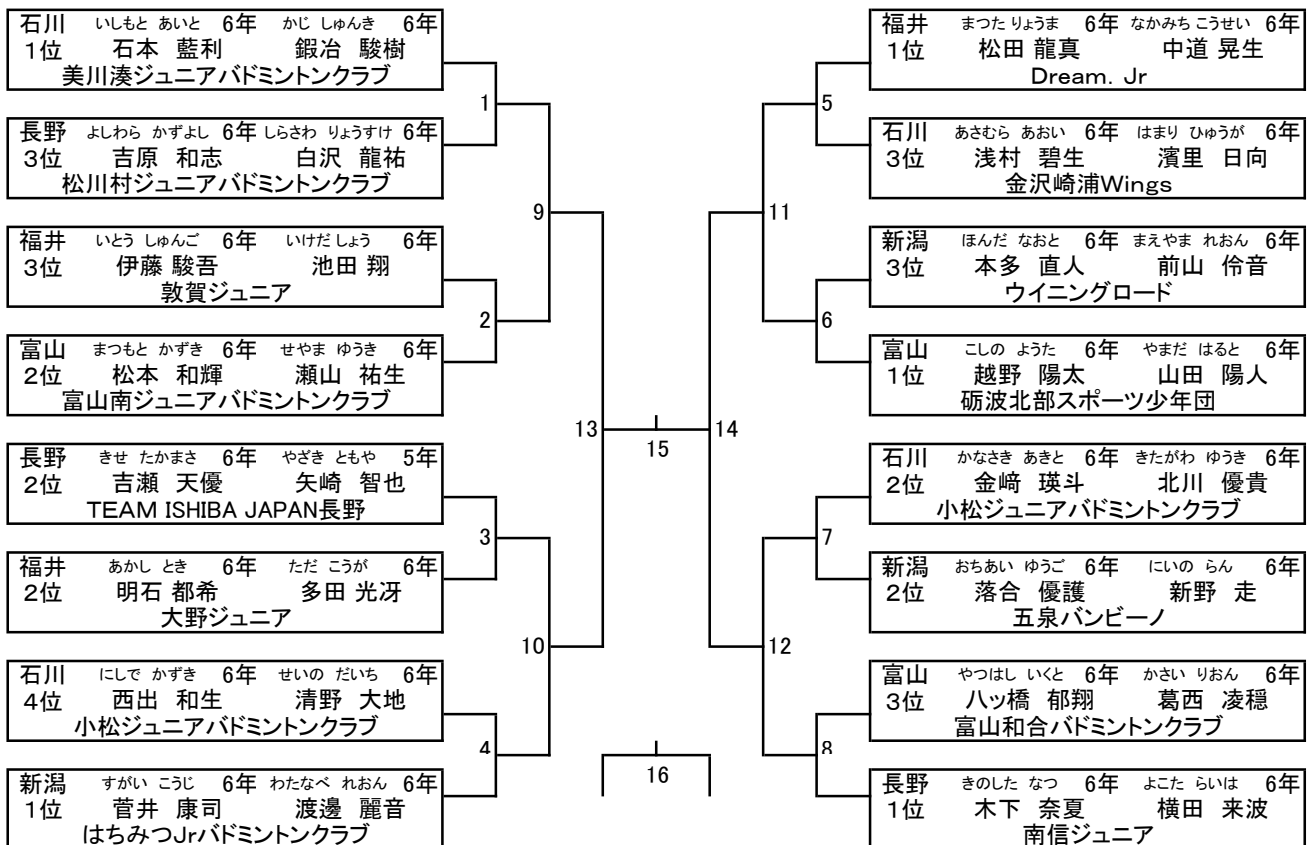 石川 いしもと あいと 6年 かじ しゅんき 6年
1位 石本 藍利 鍛冶 駿樹
美川湊ジュニアバドミントンクラブ
1
長野 よしわら かずよし 6年 しらさわ りょうすけ 6年
3位 吉原 和志 白沢 龍祐
松川村ジュニアバドミントンクラブ
9
福井 いとう しゅんご 6年 いけだ しょう 6年
3位 伊藤 駿吾 池田 翔
敦賀ジュニア
2
富山 まつもと かずき 6年 せやま ゆうき 6年
2位 松本 和輝 瀬山 祐生
富山南ジュニアバドミントンクラブ
13
長野 きせ たかまさ 6年 やざき ともや 5年
2位 吉瀬 天優 矢崎 智也
TEAM ISHIBA JAPAN長野
3
福井 あかし とき 6年 ただ こうが 6年
2位 明石 都希 多田 光冴
大野ジュニア
10
石川 にしで かずき 6年 せいの だいち 6年
4位 西出 和生 清野 大地
小松ジュニアバドミントンクラブ
4
新潟 すがい こうじ 6年 わたなべ れおん 6年
1位 菅井 康司 渡邊 麗音
はちみつJrバドミントンクラブ
15
16
福井 まつた りょうま 6年 なかみち こうせい 6年
1位 松田 龍真 中道 晃生
Dream. Jr
5
石川 あさむら あおい 6年 はまり ひゅうが 6年
3位 浅村 碧生 濱里 日向
金沢崎浦Wings
11
新潟 ほんだ なおと 6年 まえやま れおん 6年
3位 本多 直人 前山 伶音
ウイニングロード
6
富山 こしの ようた 6年 やまだ はると 6年
1位 越野 陽太 山田 陽人
砺波北部スポーツ少年団
14
石川 かなさき あきと 6年 きたがわ ゆうき 6年
2位 金﨑 瑛斗 北川 優貴
小松ジュニアバドミントンクラブ
7
新潟 おちあい ゆうご 6年 にいの らん 6年
2位 落合 優護 新野 走
五泉バンビーノ
12
富山 やつはし いくと 6年 かさい りおん 6年
3位 八ッ橋 郁翔 葛西 凌穏
富山和合バドミントンクラブ
8
長野 きのした なつ 6年 よこた らいは 6年
1位 木下 奈夏 横田 来波
南信ジュニア